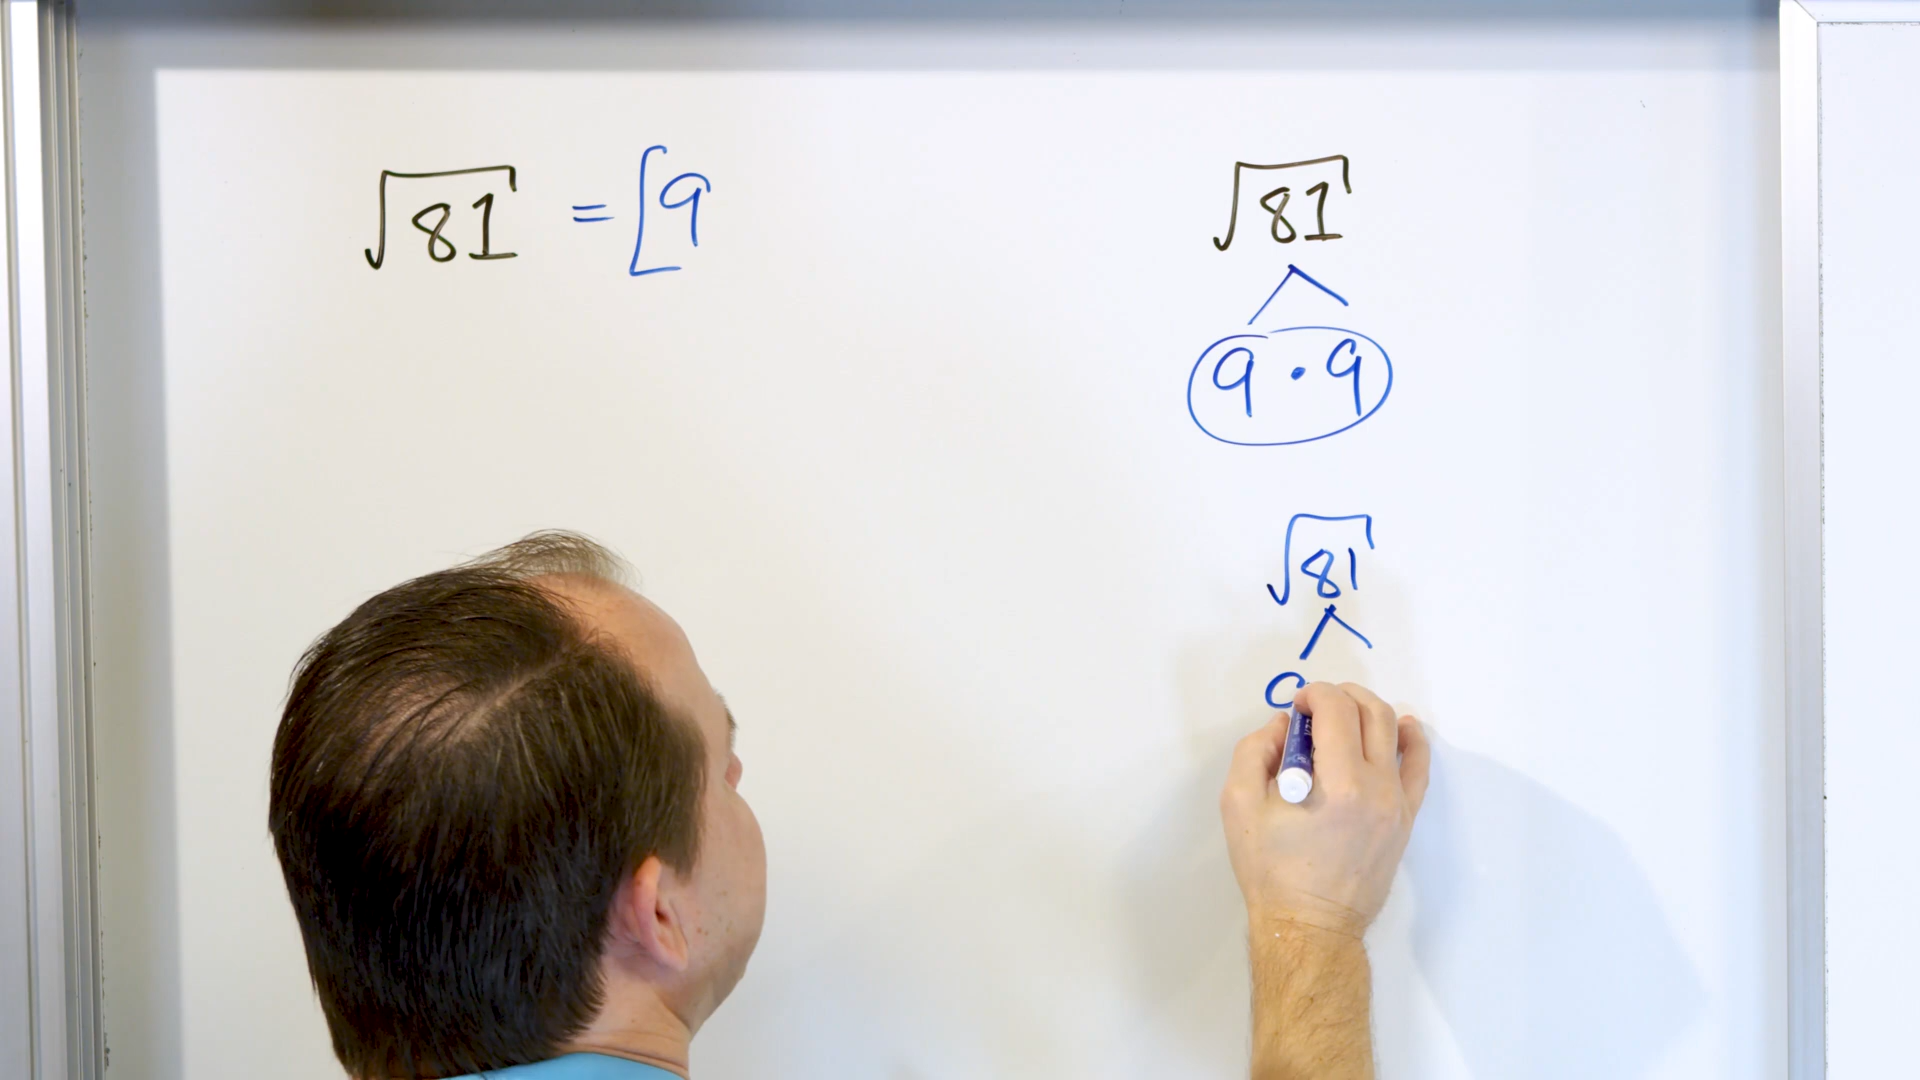 √81 = [9
√81
9 · 9
√81